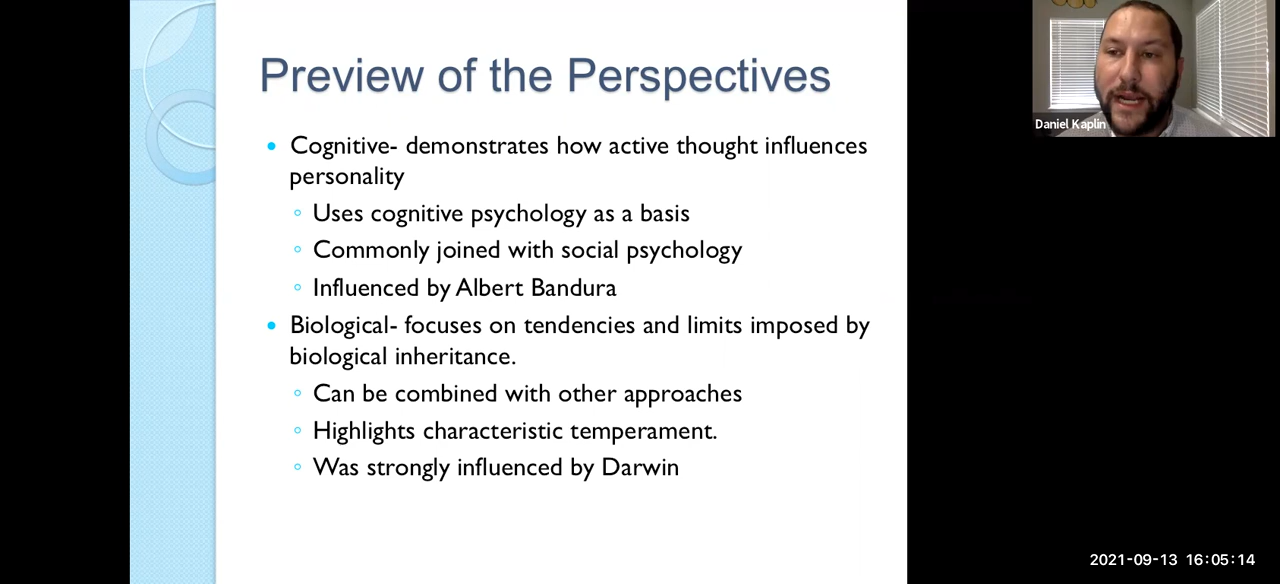 Preview of the Perspectives
Daniel Kaplin
• Cognitive- demonstrates how active thought influences
personality
◦ Uses cognitive psychology as a basis
◦ Commonly joined with social psychology
◦ Influenced by Albert Bandura
• Biological- focuses on tendencies and limits imposed by
biological inheritance.
◦ Can be combined with other approaches
◦ Highlights characteristic temperament.
◦ Was strongly influenced by Darwin
2021-09-13 16:05:14